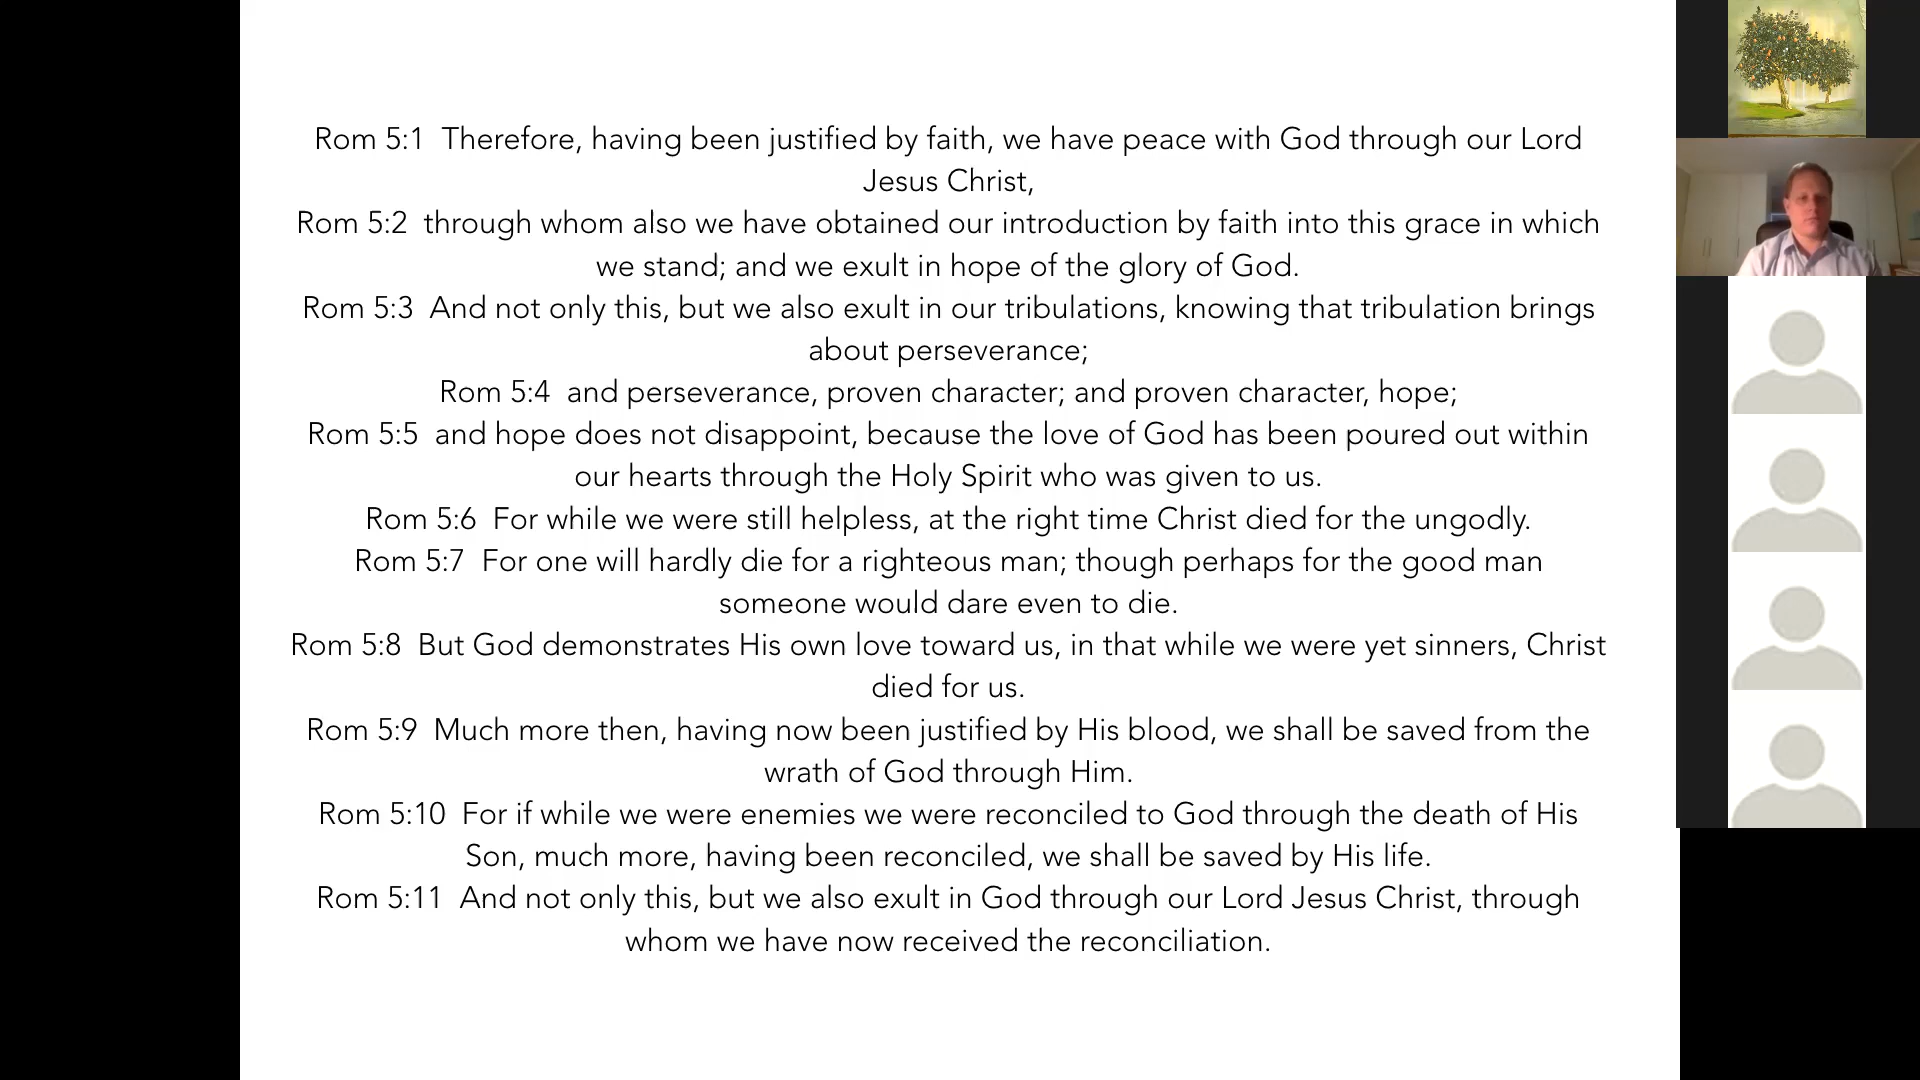 Rom 5:1  Therefore, having been justified by faith, we have peace with God through our Lord
Jesus Christ,
Rom 5:2  through whom also we have obtained our introduction by faith into this grace in which
we stand; and we exult in hope of the glory of God.
Rom 5:3  And not only this, but we also exult in our tribulations, knowing that tribulation brings
about perseverance;
Rom 5:4  and perseverance, proven character; and proven character, hope;
Rom 5:5  and hope does not disappoint, because the love of God has been poured out within
our hearts through the Holy Spirit who was given to us.
Rom 5:6  For while we were still helpless, at the right time Christ died for the ungodly.
Rom 5:7  For one will hardly die for a righteous man; though perhaps for the good man
someone would dare even to die.
Rom 5:8  But God demonstrates His own love toward us, in that while we were yet sinners, Christ
died for us.
Rom 5:9  Much more then, having now been justified by His blood, we shall be saved from the
wrath of God through Him.
Rom 5:10  For if while we were enemies we were reconciled to God through the death of His
Son, much more, having been reconciled, we shall be saved by His life.
Rom 5:11  And not only this, but we also exult in God through our Lord Jesus Christ, through
whom we have now received the reconciliation.